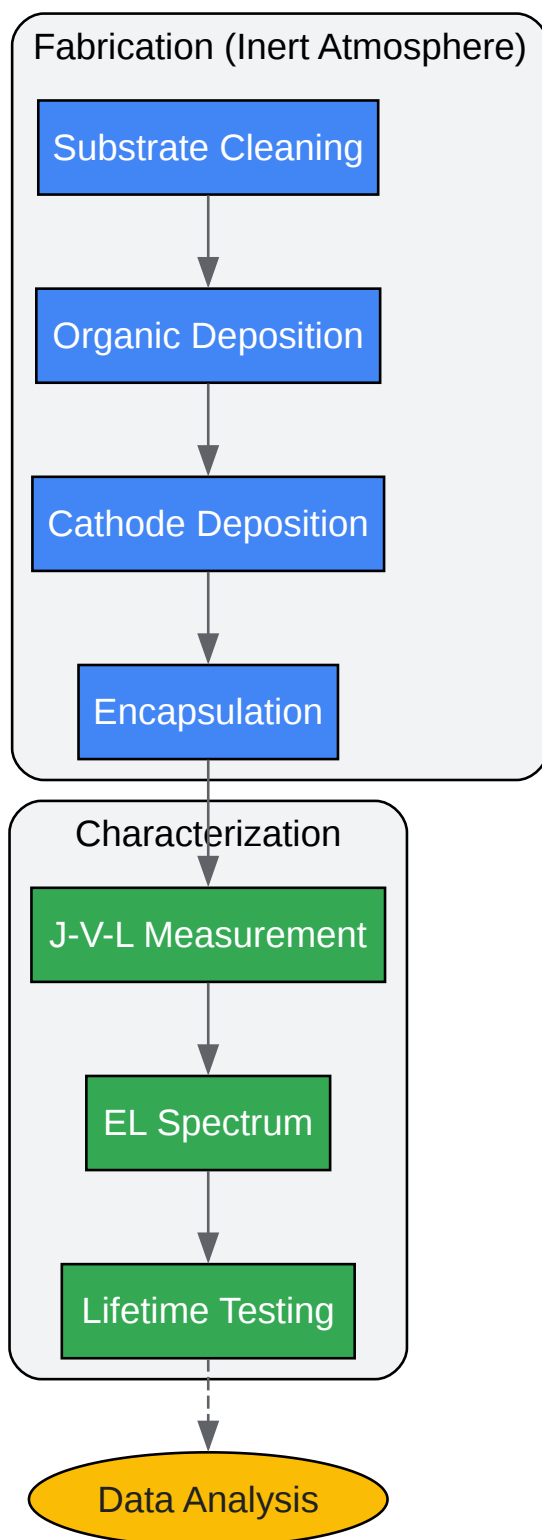 Fabrication (Inert Atmosphere)
Substrate Cleaning
Organic Deposition
Cathode Deposition
Encapsulation
Characterization
J-V-L Measurement
EL Spectrum
Lifetime Testing
Data Analysis